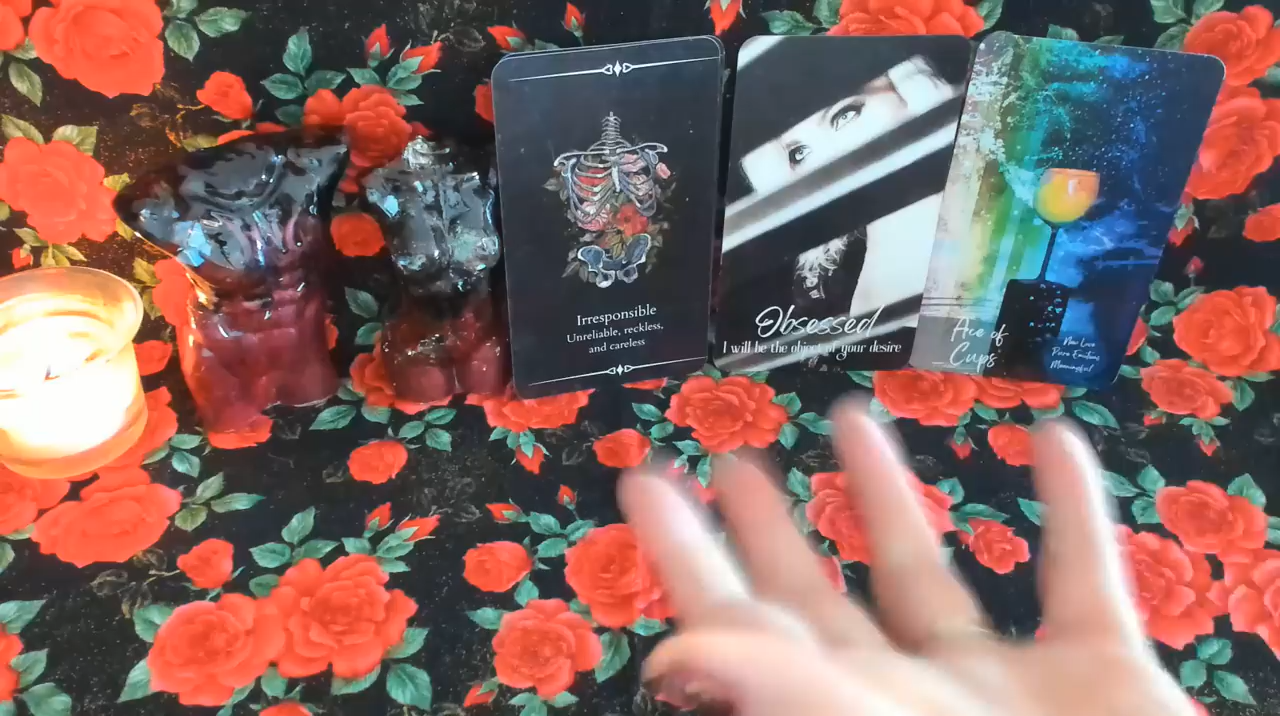 Irresponsible
Unreliable, reckless,
and careless
Obsessed
I will be the object of your desire
Ace of
Cups
New Love
Pure Emotions
Meaningful